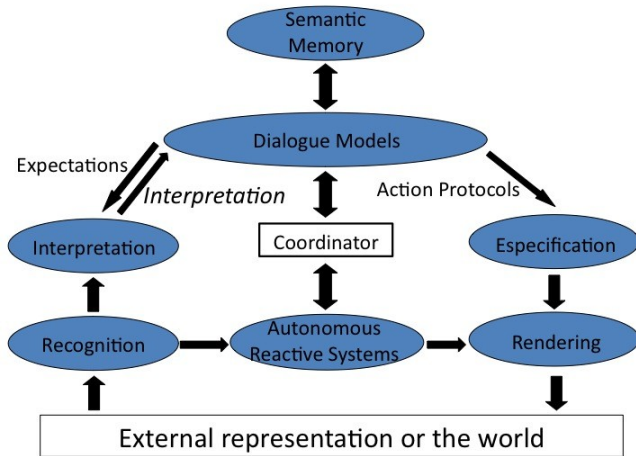 Semantic
Memory
Dialogue Models
Expectations
Interpretation
Action Protocols
Interpretation
Coordinator
Especification
Recognition
Autonomous
Reactive Systems
Rendering
External representation or the world